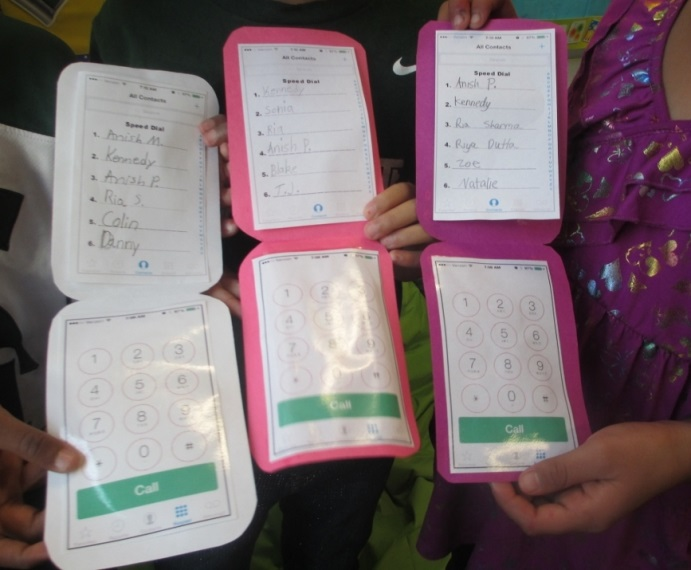 All Contacts
Speed Dial
1. Anish M.
2. Kennedy
3. Anish P.
4. Ria S.
5. Colin
6. Danny
1 2 3
4 5 6
7 8 9
* 0 #
Call
All Contacts
Speed Dial
1. Kennedy
2. Sonia
3. Ria
4. Anish P.
5. Blake
6.
1 2 3
4 5 6
7 8 9
Call
All Contacts
Speed Dial
1. Anish P.
2. Kennedy
3. Ria Sharma
4. Riya Dutta
5. Zoe
6. Natalie
1 2 3
4 5 6
7 8 9
* 0 #
Call